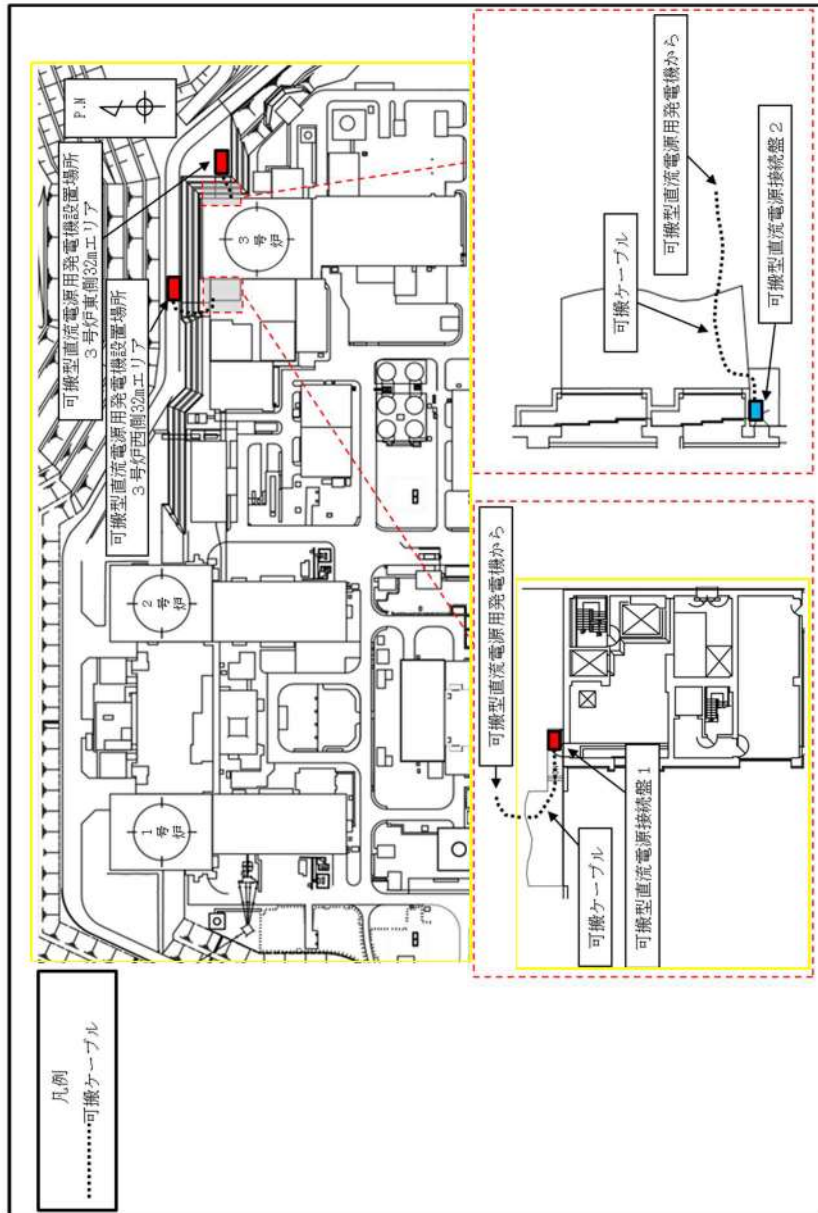 凡例
可搬ケーブル
P.N
可搬型直流電源用発電機設置場所
3号炉東側32mエリア
可搬型直流電源用発電機設置場所
3号炉西側32mエリア
1号炉
2号炉
3号炉
可搬型直流電源用発電機から
可搬ケーブル
可搬型直流電源接続盤1
可搬型直流電源用発電機から
可搬ケーブル
可搬型直流電源接続盤2